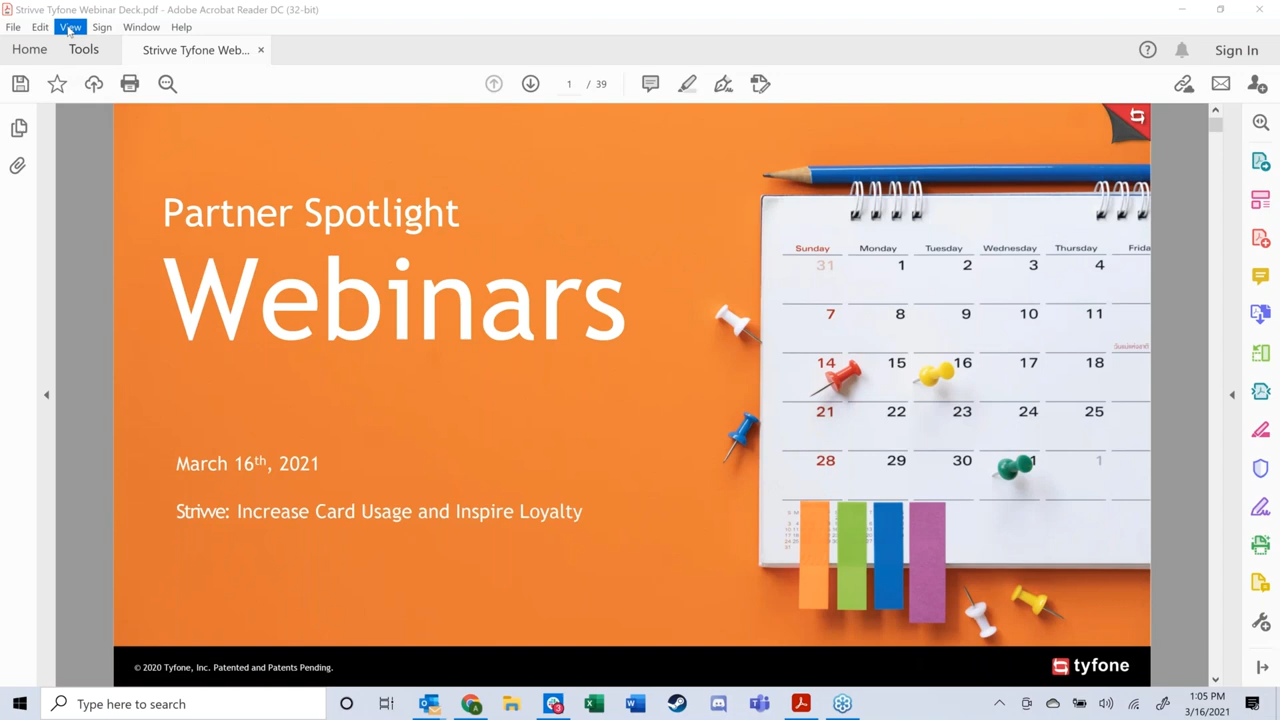 Strivve Tyfone Webinar Deck.pdf - Adobe Acrobat Reader DC (32-bit)
File Edit View Sign Window Help
Home Tools Strivve Tyfone Web... ×
Sign In
1 / 39
Partner Spotlight
Webinars
March 16th, 2021
Strivve: Increase Card Usage and Inspire Loyalty
Sunday Monday Tuesday Wednesday Thursday Frida
31 1 2 3 4
7 8 9 10 11
14 15 16 17 18
21 22 23 24 25
28 29 30 1
© 2020 Tyfone, Inc. Patented and Patents Pending.
tyfone
Type here to search
1:05 PM
3/16/2021